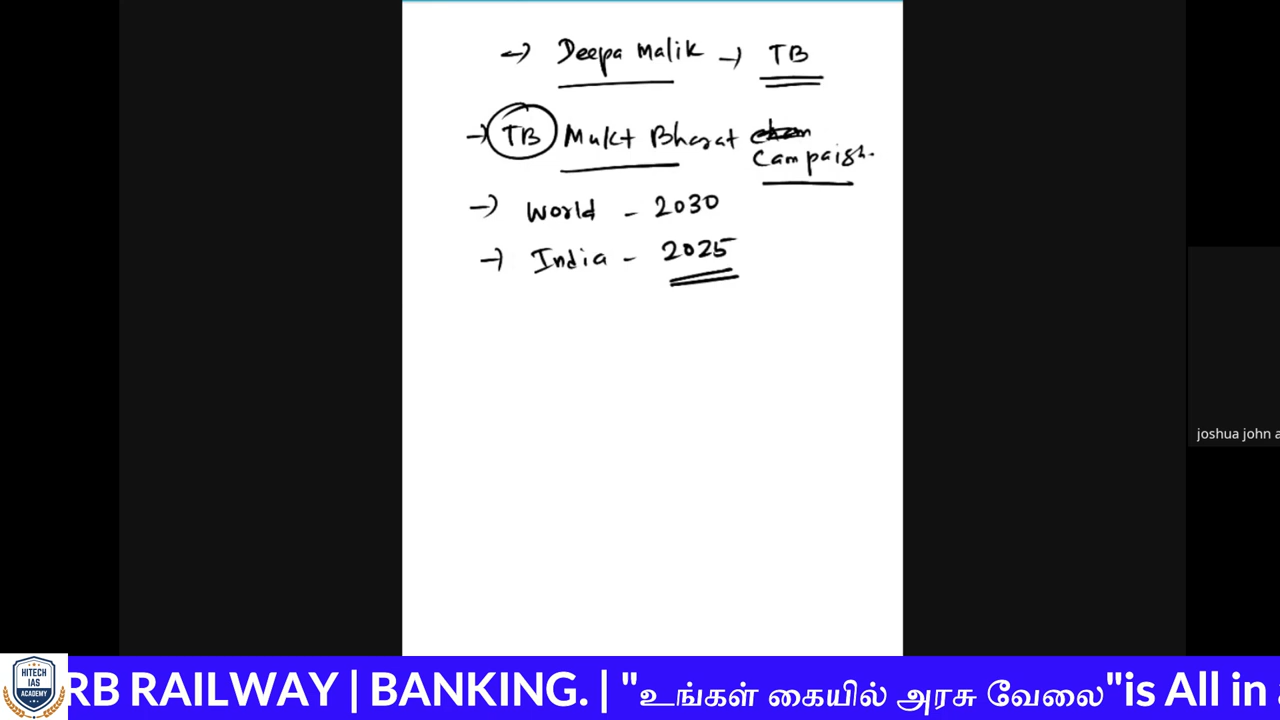 → Deepa Malik → TB
→ TB Mukt Bharat
Campaigh.
→ World - 2030
→ India - 2025
joshua john a
HITECH
IAS
ACADEMY
RB RAILWAY | BANKING. | "உங்கள் கையில் அரசு வேலை"is All in